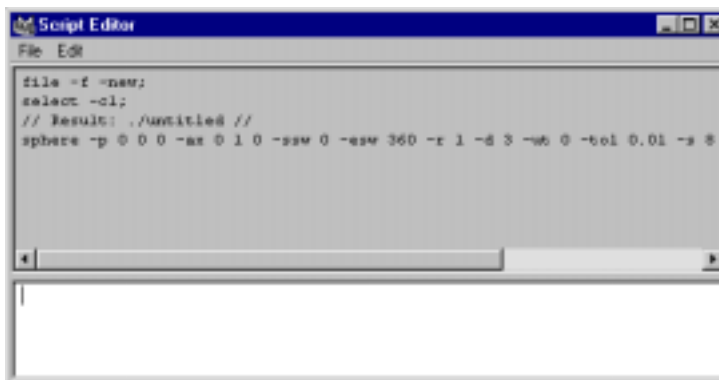 Script Editor
File Edit
file -f -new;
select -cl;
// Result: ./untitled //
sphere -p 0 0 0 -ax 0 1 0 -ssw 0 -esw 360 -r 1 -d 3 -ut 0 -tol 0.01 -s 8